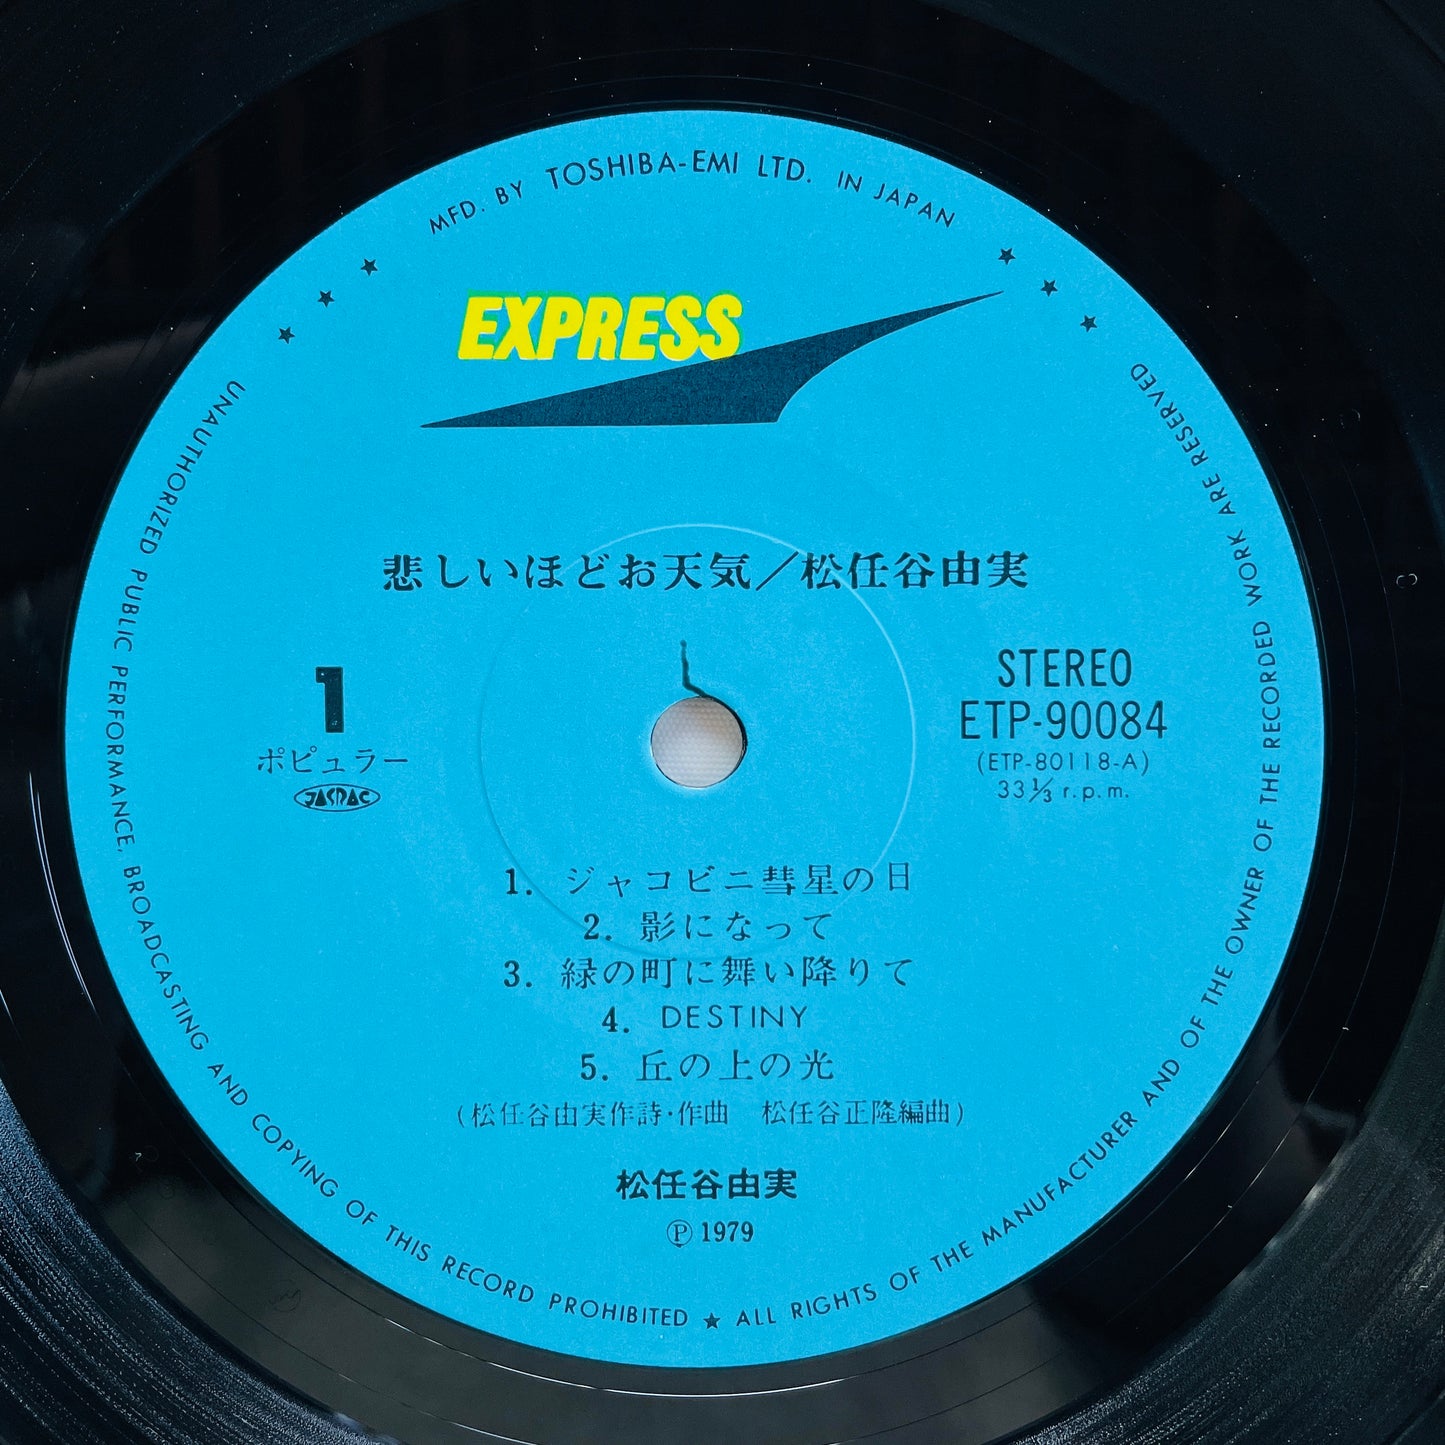 MFD. BY TOSHIBA-EMI LTD. IN JAPAN
EXPRESS
悲しいほどお天気／松任谷由実
1
ポピュラー
JASRAC
STEREO
ETP-90084
(ETP-80118-A)
33⅓ r.p.m.
1. ジャコビニ彗星の日
2. 影になって
3. 緑の町に舞い降りて
4. DESTINY
5. 丘の上の光
(松任谷由実作詩・作曲　松任谷正隆編曲)
松任谷由実
Ⓟ 1979
UNAUTHORIZED PUBLIC PERFORMANCE, BROADCASTING AND COPYING OF THIS RECORD PROHIBITED ★ ALL RIGHTS OF THE MANUFACTURER AND OF THE OWNER OF THE RECORDED WORK ARE RESERVED